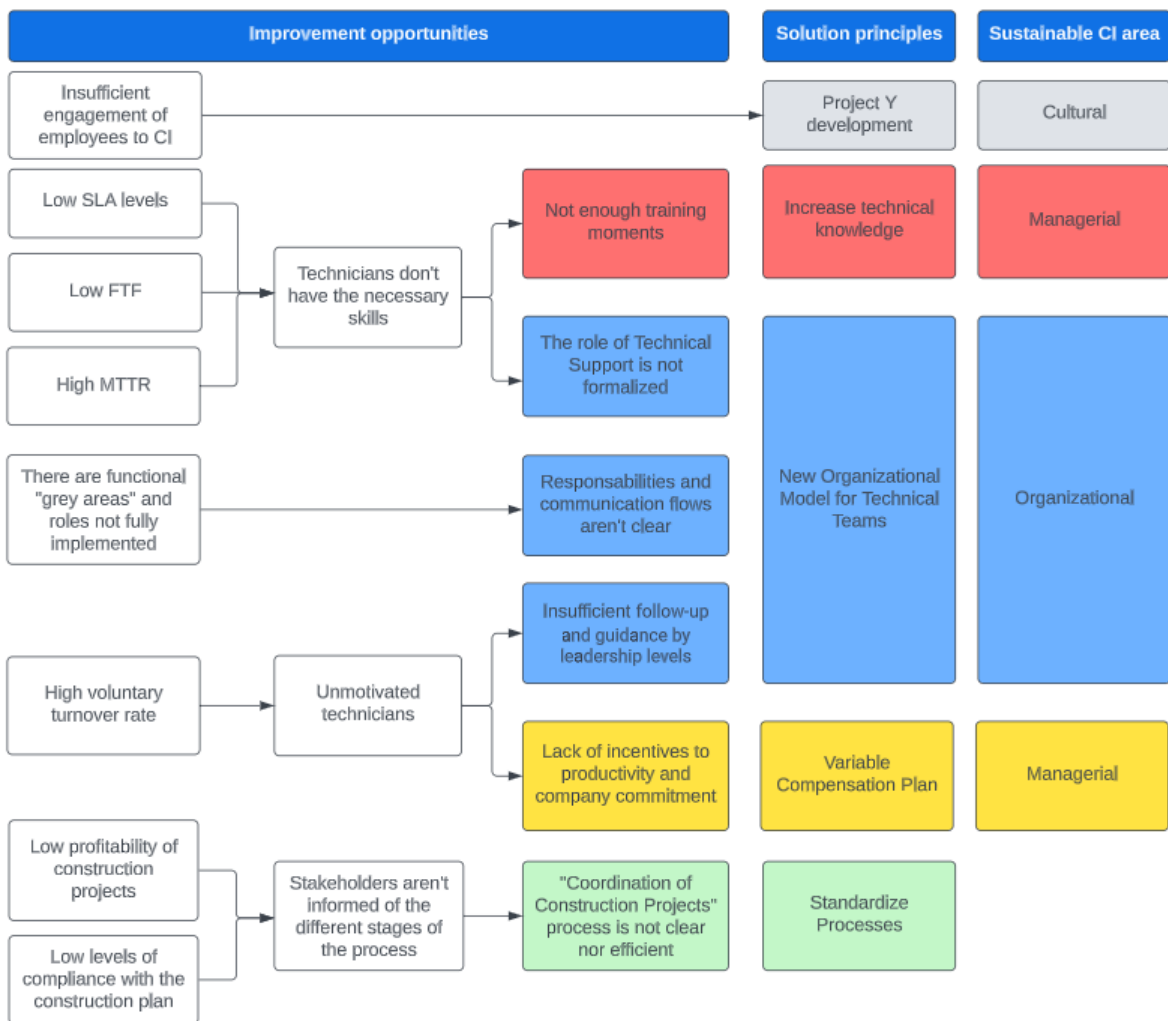 Improvement opportunities
Solution principles
Sustainable CI area
Insufficient
engagement of
employees to CI
Project Y
development
Cultural
Low SLA levels
Low FTF
High MTTR
Technicians don't
have the necessary
skills
Not enough training
moments
Increase technical
knowledge
Managerial
The role of Technical
Support is not
formalized
There are functional
"grey areas" and
roles not fully
implemented
Responsabilities and
communication flows
aren't clear
New Organizational
Model for Technical
Teams
Organizational
Insufficient follow-up
and guidance by
leadership levels
High voluntary
turnover rate
Unmotivated
technicians
Lack of incentives to
productivity and
company commitment
Variable
Compensation Plan
Managerial
Low profitability of
construction
projects
Low levels of
compliance with the
construction plan
Stakeholders aren't
informed of the
different stages of
the process
"Coordination of
Construction Projects"
process is not clear
nor efficient
Standardize
Processes